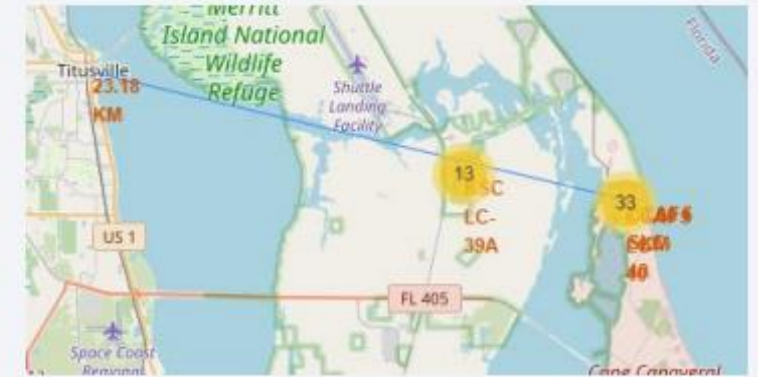 Merritt
Island National
Wildlife
Refuge
Florida
Titusville
23.18
KM
Shuttle
Landing
Facility
13
LC-
39A
33
US 1
FL 405
Space Coast
Regional
Cape Canaveral